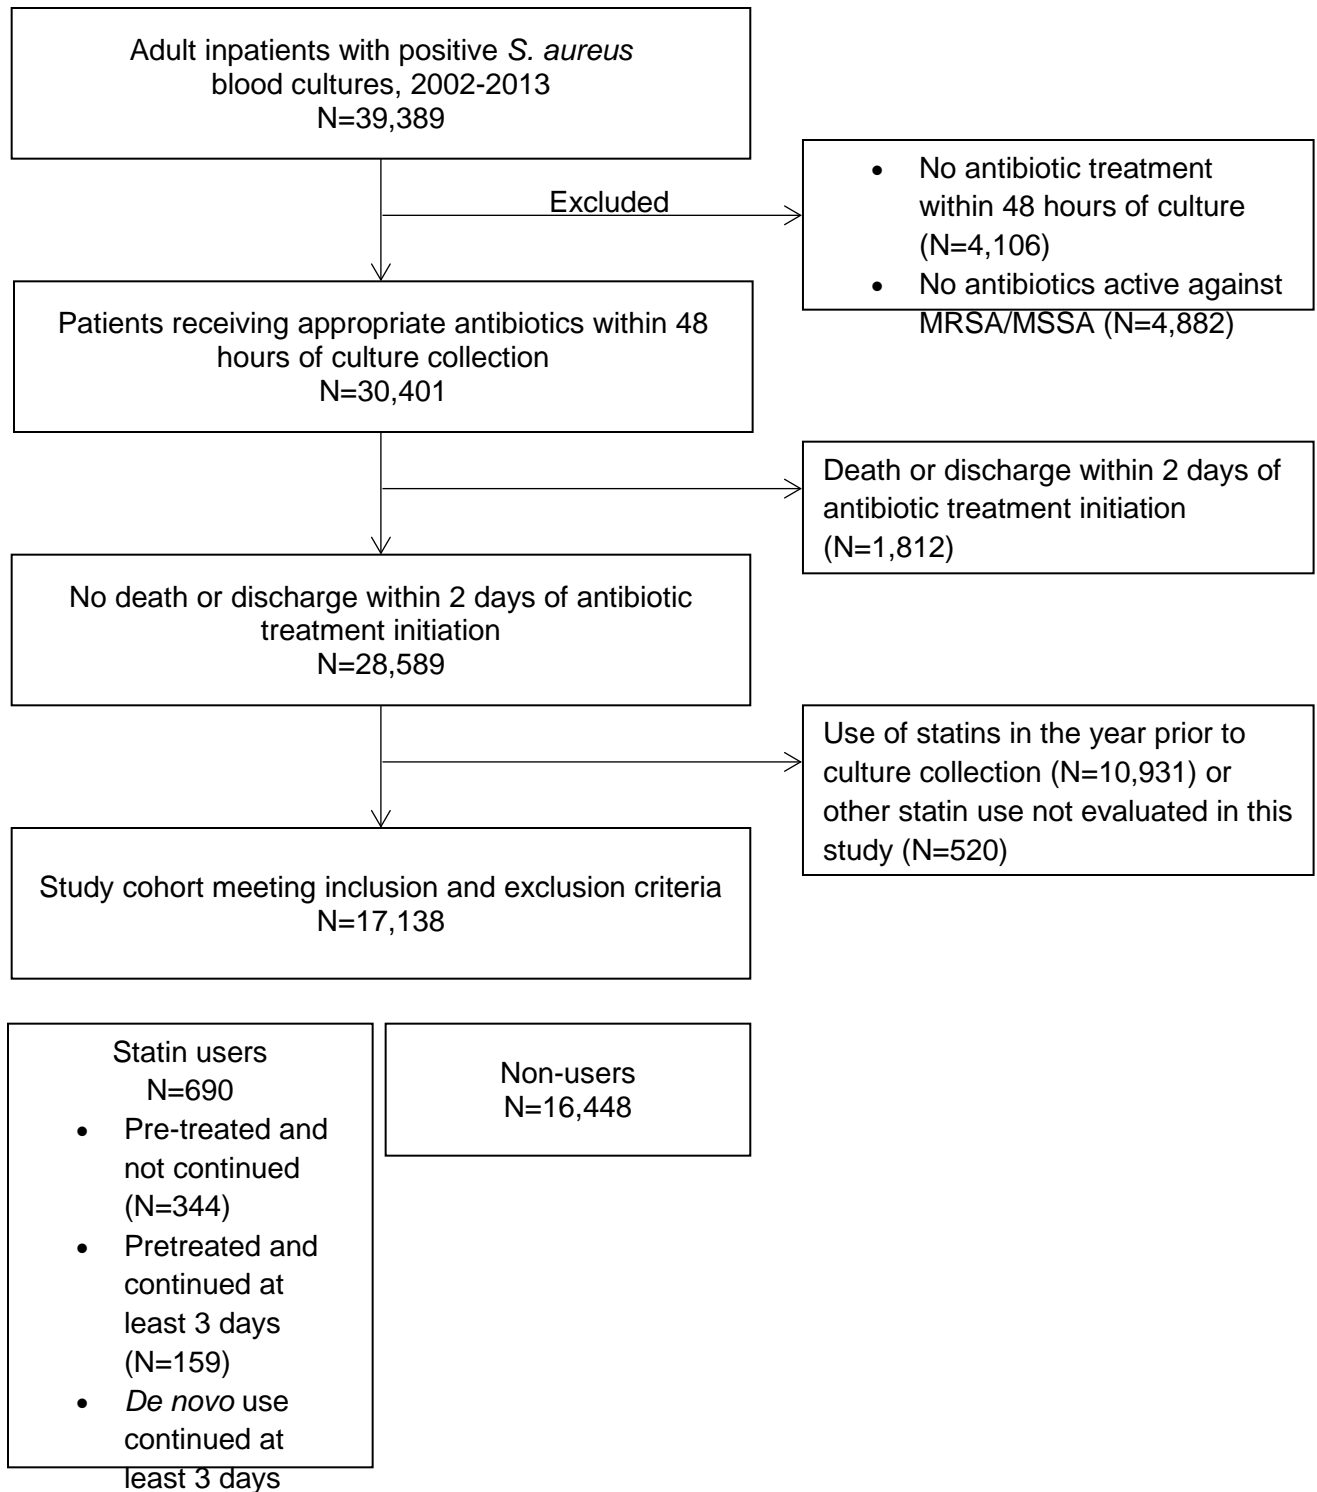 Adult inpatients with positive S. aureus
blood cultures, 2002-2013
N=39,389
Excluded
• No antibiotic treatment
within 48 hours of culture
(N=4,106)
• No antibiotics active against
MRSA/MSSA (N=4,882)
Patients receiving appropriate antibiotics within 48
hours of culture collection
N=30,401
Death or discharge within 2 days of
antibiotic treatment initiation
(N=1,812)
No death or discharge within 2 days of antibiotic
treatment initiation
N=28,589
Use of statins in the year prior to
culture collection (N=10,931) or
other statin use not evaluated in this
study (N=520)
Study cohort meeting inclusion and exclusion criteria
N=17,138
Statin users
N=690
• Pre-treated and
not continued
(N=344)
• Pretreated and
continued at
least 3 days
(N=159)
• De novo use
continued at
least 3 days
Non-users
N=16,448